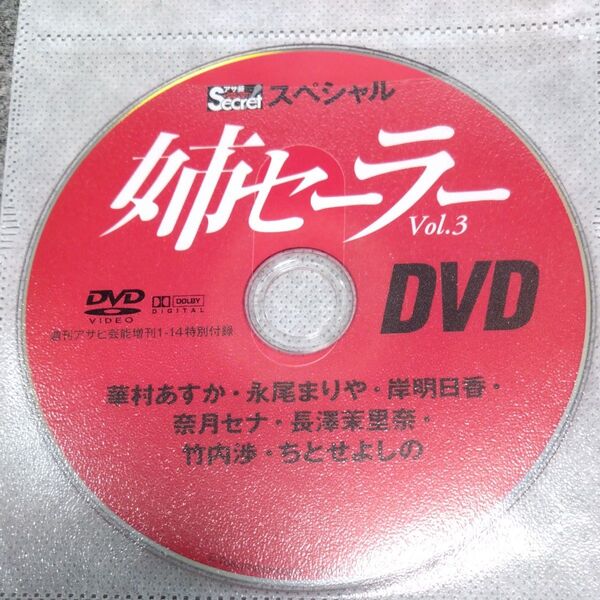 アサ芸
Secret! スペシャル
姉セーラー
Vol.3
DVD
VIDEO
DOLBY
DIGITAL
DVD
週刊アサヒ芸能増刊1-14特別付録
華村あすか・永尾まりや・岸明日香・
奈月セナ・長澤茉里奈・
竹内渉・ちとせよしの